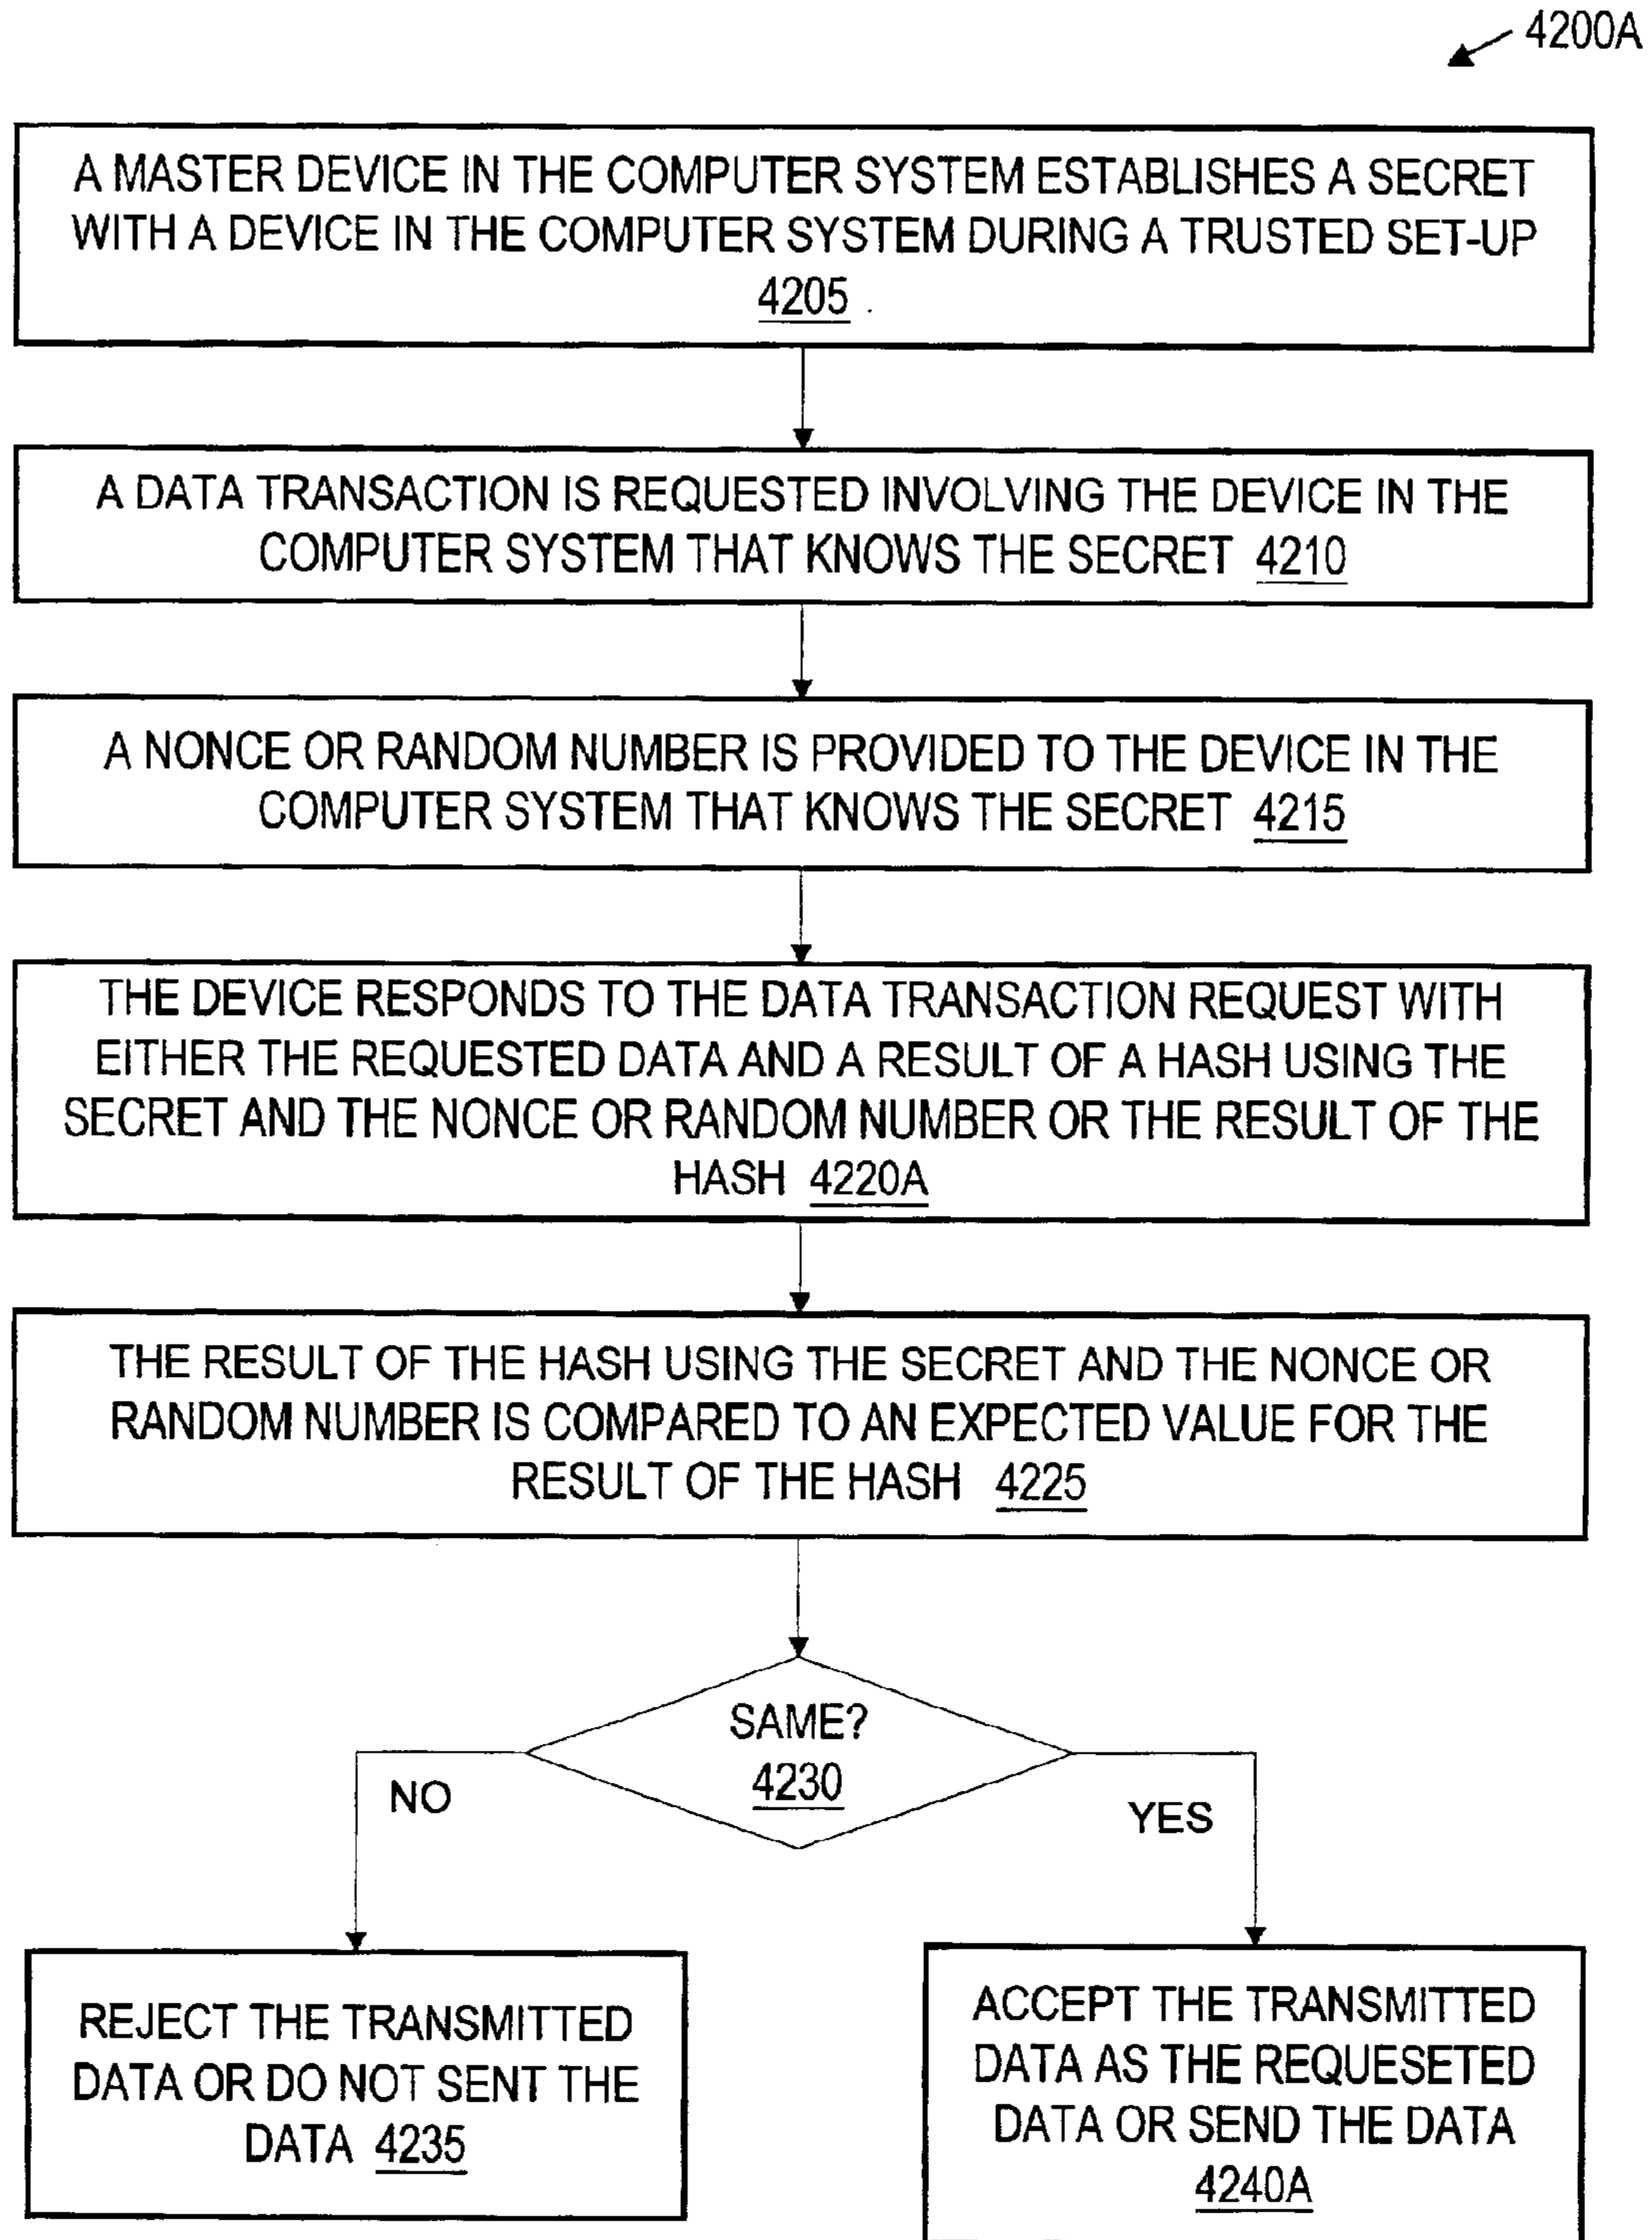 4200A
A MASTER DEVICE IN THE COMPUTER SYSTEM ESTABLISHES A SECRET
WITH A DEVICE IN THE COMPUTER SYSTEM DURING A TRUSTED SET-UP
4205
A DATA TRANSACTION IS REQUESTED INVOLVING THE DEVICE IN THE
COMPUTER SYSTEM THAT KNOWS THE SECRET 4210
A NONCE OR RANDOM NUMBER IS PROVIDED TO THE DEVICE IN THE
COMPUTER SYSTEM THAT KNOWS THE SECRET 4215
THE DEVICE RESPONDS TO THE DATA TRANSACTION REQUEST WITH
EITHER THE REQUESTED DATA AND A RESULT OF A HASH USING THE
SECRET AND THE NONCE OR RANDOM NUMBER OR THE RESULT OF THE
HASH 4220A
THE RESULT OF THE HASH USING THE SECRET AND THE NONCE OR
RANDOM NUMBER IS COMPARED TO AN EXPECTED VALUE FOR THE
RESULT OF THE HASH 4225
SAME?
4230
NO
YES
REJECT THE TRANSMITTED
DATA OR DO NOT SENT THE
DATA 4235
ACCEPT THE TRANSMITTED
DATA AS THE REQUESETED
DATA OR SEND THE DATA
4240A